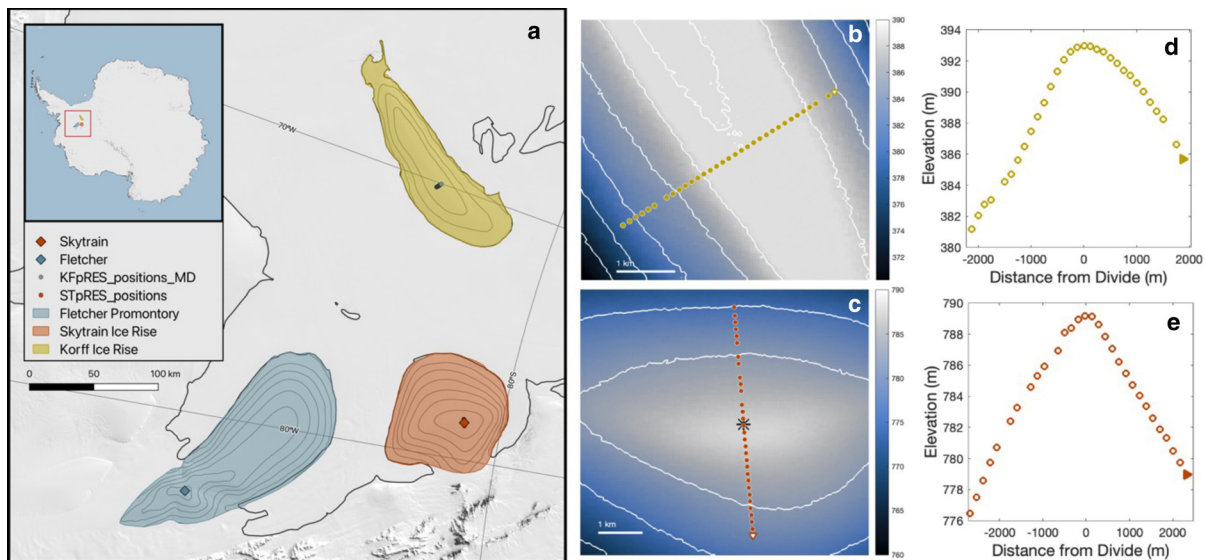 a
70°W
Skytrain
Fletcher
KFpRES_positions_MD
STpRES_positions
Fletcher Promontory
Skytrain Ice Rise
Korff Ice Rise
0 50 100 km
80°S
80°W
b
1 km
390
388
386
384
382
380
378
376
374
372
c
1 km
790
785
780
775
770
765
760
d
Elevation (m)
394
392
390
388
386
384
382
380
-2000 -1000 0 1000 2000
Distance from Divide (m)
e
Elevation (m)
790
788
786
784
782
780
778
776
-2000 -1000 0 1000 2000
Distance from Divide (m)